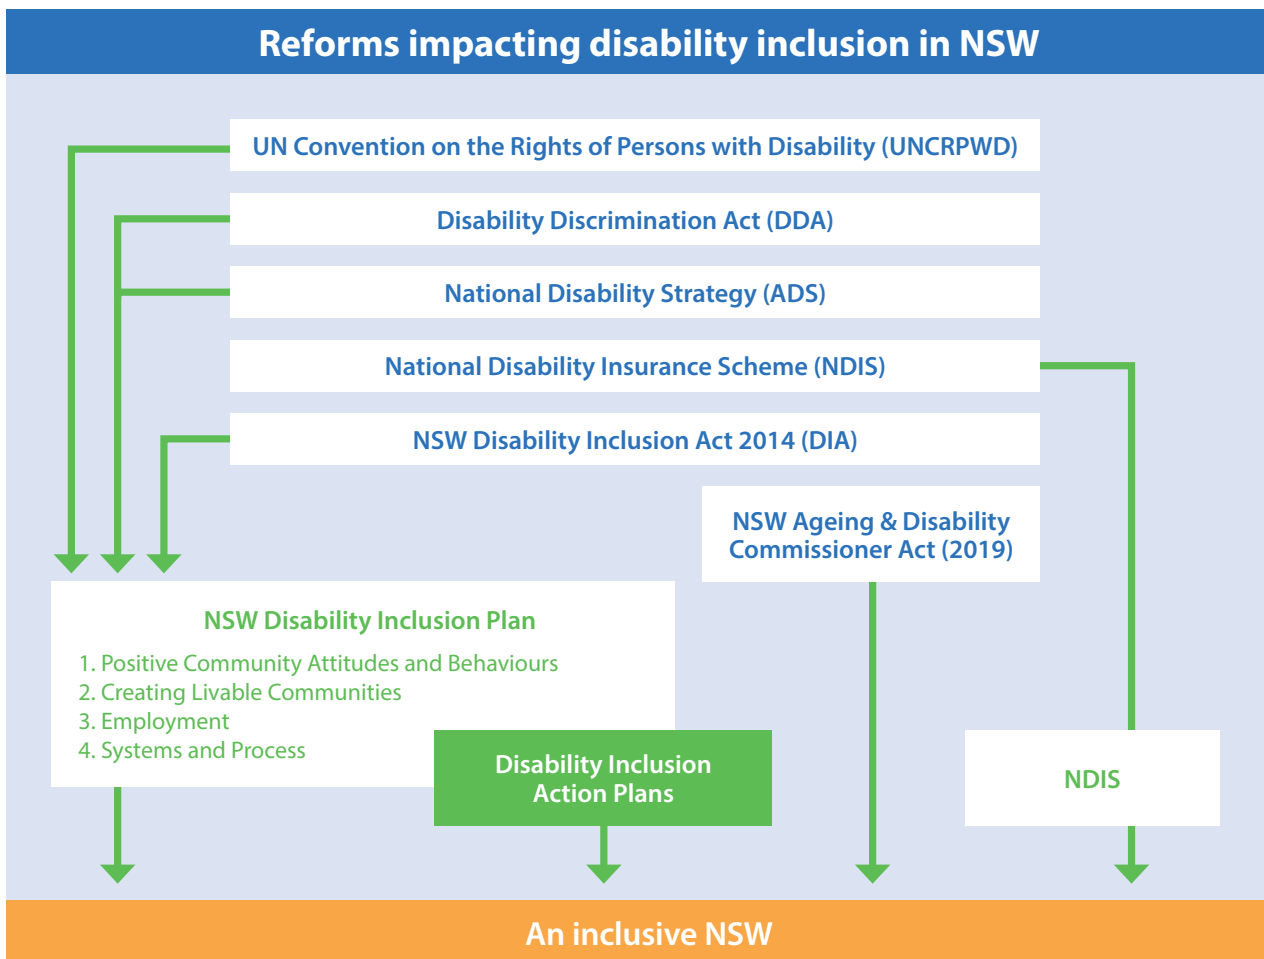 Reforms impacting disability inclusion in NSW
UN Convention on the Rights of Persons with Disability (UNCRPWD)
Disability Discrimination Act (DDA)
National Disability Strategy (ADS)
National Disability Insurance Scheme (NDIS)
NSW Disability Inclusion Act 2014 (DIA)
NSW Ageing & Disability
Commissioner Act (2019)
NSW Disability Inclusion Plan
1. Positive Community Attitudes and Behaviours
2. Creating Livable Communities
3. Employment
4. Systems and Process
Disability Inclusion
Action Plans
NDIS
An inclusive NSW